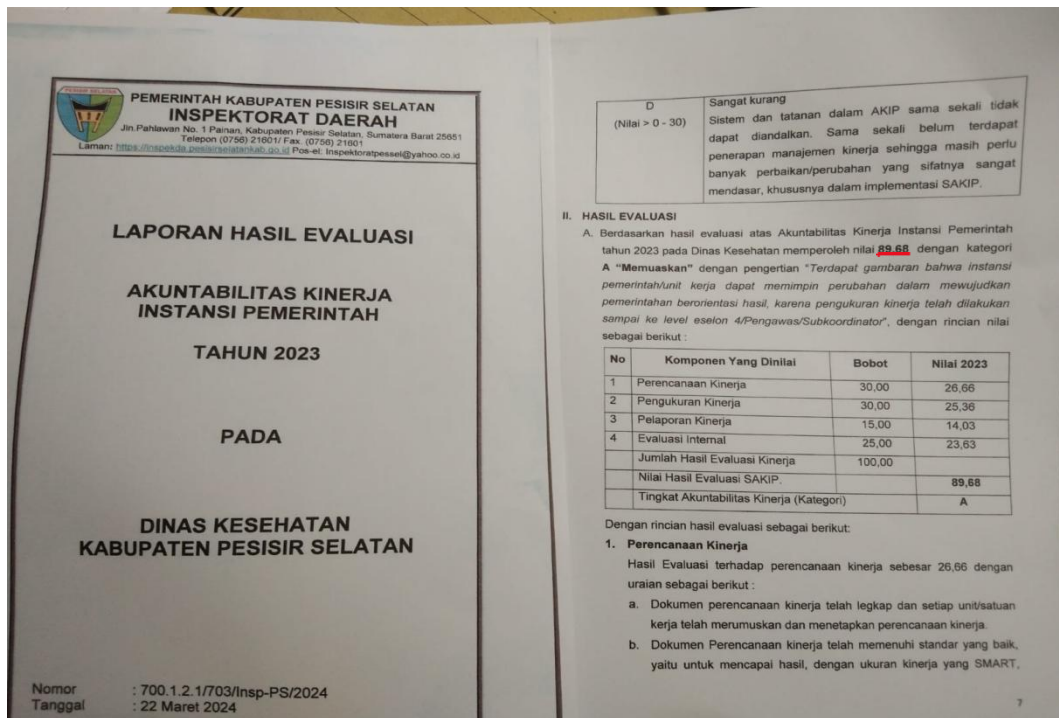 PESISIR SELATAN
PEMERINTAH KABUPATEN PESISIR SELATAN
INSPEKTORAT DAERAH
Jln.Pahlawan No. 1 Painan, Kabupaten Pesisir Selatan, Sumatera Barat 25651
Telepon (0756) 21601/ Fax. (0756) 21601
Laman: https://inspekda.pesisirselatankab.go.id Pos-el: Inspektoratpessel@yahoo.co.id
LAPORAN HASIL EVALUASI
AKUNTABILITAS KINERJA
INSTANSI PEMERINTAH
TAHUN 2023
PADA
DINAS KESEHATAN
KABUPATEN PESISIR SELATAN
Nomor : 700.1.2.1/703/Insp-PS/2024
Tanggal : 22 Maret 2024
D Sangat kurang
(Nilai > 0 - 30) Sistem dan tatanan dalam AKIP sama sekali tidak
dapat diandalkan. Sama sekali belum terdapat
penerapan manajemen kinerja sehingga masih perlu
banyak perbaikan/perubahan yang sifatnya sangat
mendasar, khususnya dalam implementasi SAKIP.
II. HASIL EVALUASI
A. Berdasarkan hasil evaluasi atas Akuntabilitas Kinerja Instansi Pemerintah
tahun 2023 pada Dinas Kesehatan memperoleh nilai 89,68 dengan kategori
A “Memuaskan” dengan pengertian “Terdapat gambaran bahwa instansi
pemerintah/unit kerja dapat memimpin perubahan dalam mewujudkan
pemerintahan berorientasi hasil, karena pengukuran kinerja telah dilakukan
sampai ke level eselon 4/Pengawas/Subkoordinator”, dengan rincian nilai
sebagai berikut :
No Komponen Yang Dinilai Bobot Nilai 2023
1 Perencanaan Kinerja 30,00 26,66
2 Pengukuran Kinerja 30,00 25,36
3 Pelaporan Kinerja 15,00 14,03
4 Evaluasi Internal 25,00 23,63
Jumlah Hasil Evaluasi Kinerja 100,00
Nilai Hasil Evaluasi SAKIP. 89,68
Tingkat Akuntabilitas Kinerja (Kategori) A
Dengan rincian hasil evaluasi sebagai berikut:
1. Perencanaan Kinerja
Hasil Evaluasi terhadap perencanaan kinerja sebesar 26,66 dengan
uraian sebagai berikut :
a. Dokumen perencanaan kinerja telah legkap dan setiap unit/satuan
kerja telah merumuskan dan menetapkan perencanaan kinerja.
b. Dokumen Perencanaan kinerja telah memenuhi standar yang baik,
yaitu untuk mencapai hasil, dengan ukuran kinerja yang SMART,
7